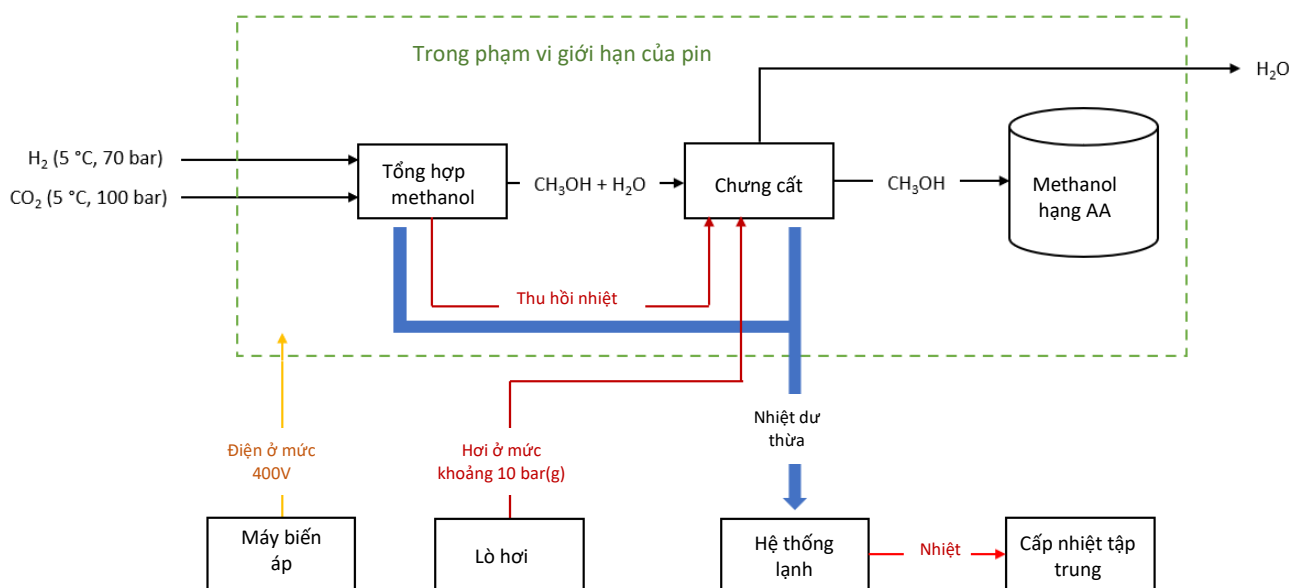 Trong phạm vi giới hạn của pin
H₂O
H₂ (5 °C, 70 bar)
CO₂ (5 °C, 100 bar)
Tổng hợp
methanol
CH₃OH + H₂O
Chưng cất
CH₃OH
Methanol
hạng AA
Thu hồi nhiệt
Điện ở mức
400V
Hơi ở mức
khoảng 10 bar(g)
Nhiệt dư
thừa
Máy biến
áp
Lò hơi
Hệ thống
lạnh
Nhiệt
Cấp nhiệt tập
trung